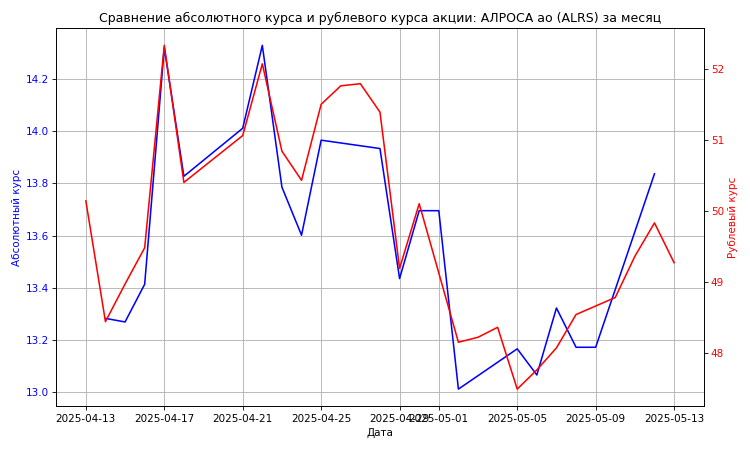 Сравнение абсолютного курса и рублевого курса акции: АЛРОСА ао (ALRS) за месяц
Абсолютный курс
14.2
14.0
13.8
13.6
13.4
13.2
13.0
52
51
50
49
48
Рублевый курс
2025-04-13 2025-04-17 2025-04-21 2025-04-25 2025-04-29 2025-05-01 2025-05-05 2025-05-09 2025-05-13
Дата